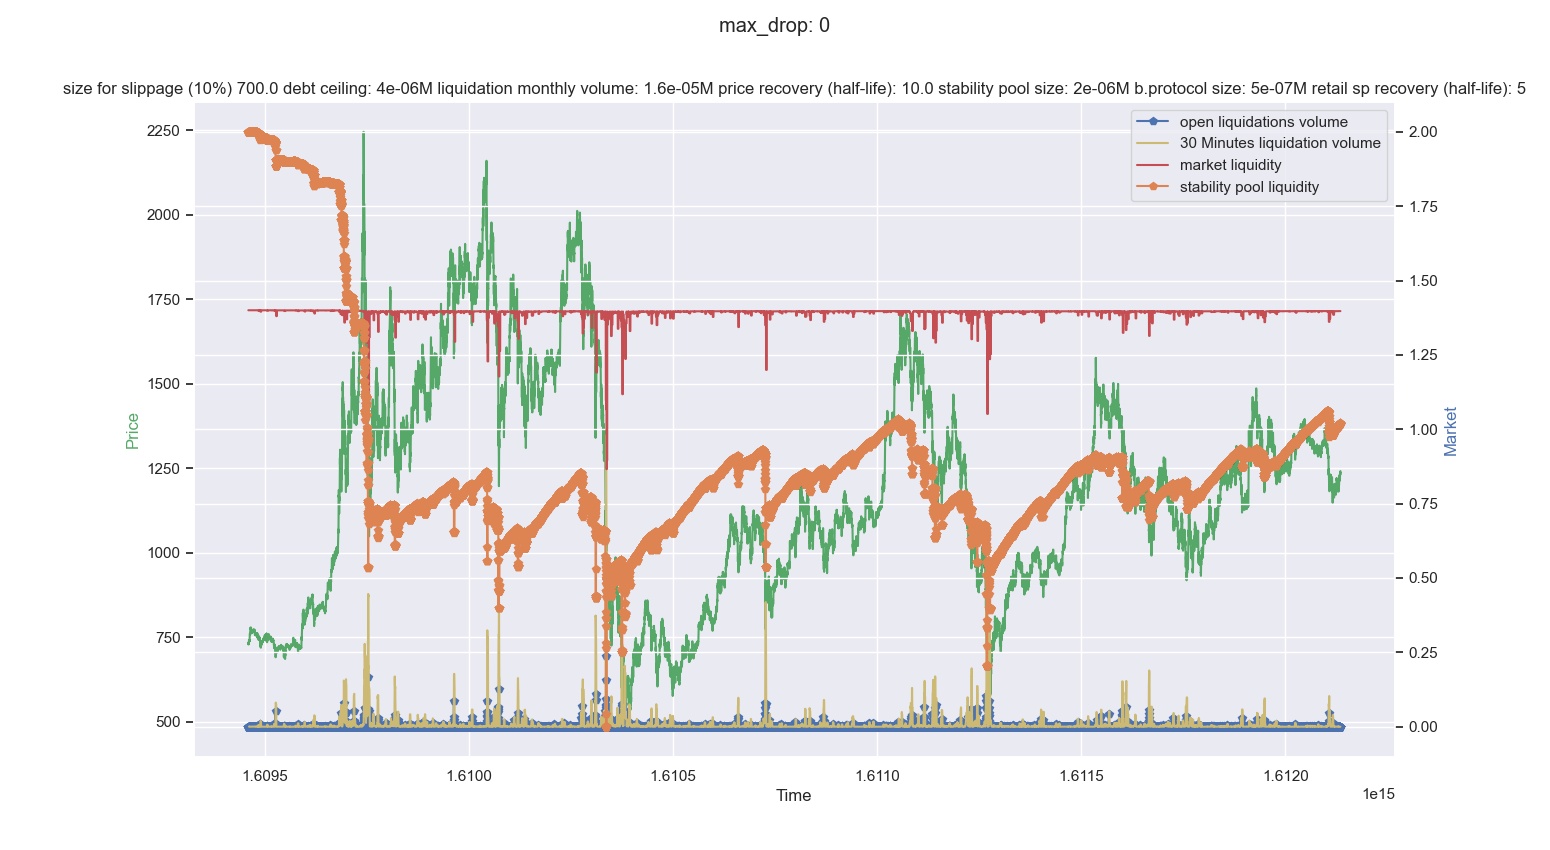 max_drop: 0
size for slippage (10%) 700.0 debt ceiling: 4e-06M liquidation monthly volume: 1.6e-05M price recovery (half-life): 10.0 stability pool size: 2e-06M b.protocol size: 5e-07M retail sp recovery (half-life): 5
open liquidations volume
30 Minutes liquidation volume
market liquidity
stability pool liquidity
2250
2000
1750
1500
1250
1000
750
500
Price
2.00
1.75
1.50
1.25
1.00
0.75
0.50
0.25
0.00
Market
1.6095
1.6100
1.6105
1.6110
1.6115
1.6120
1e15
Time